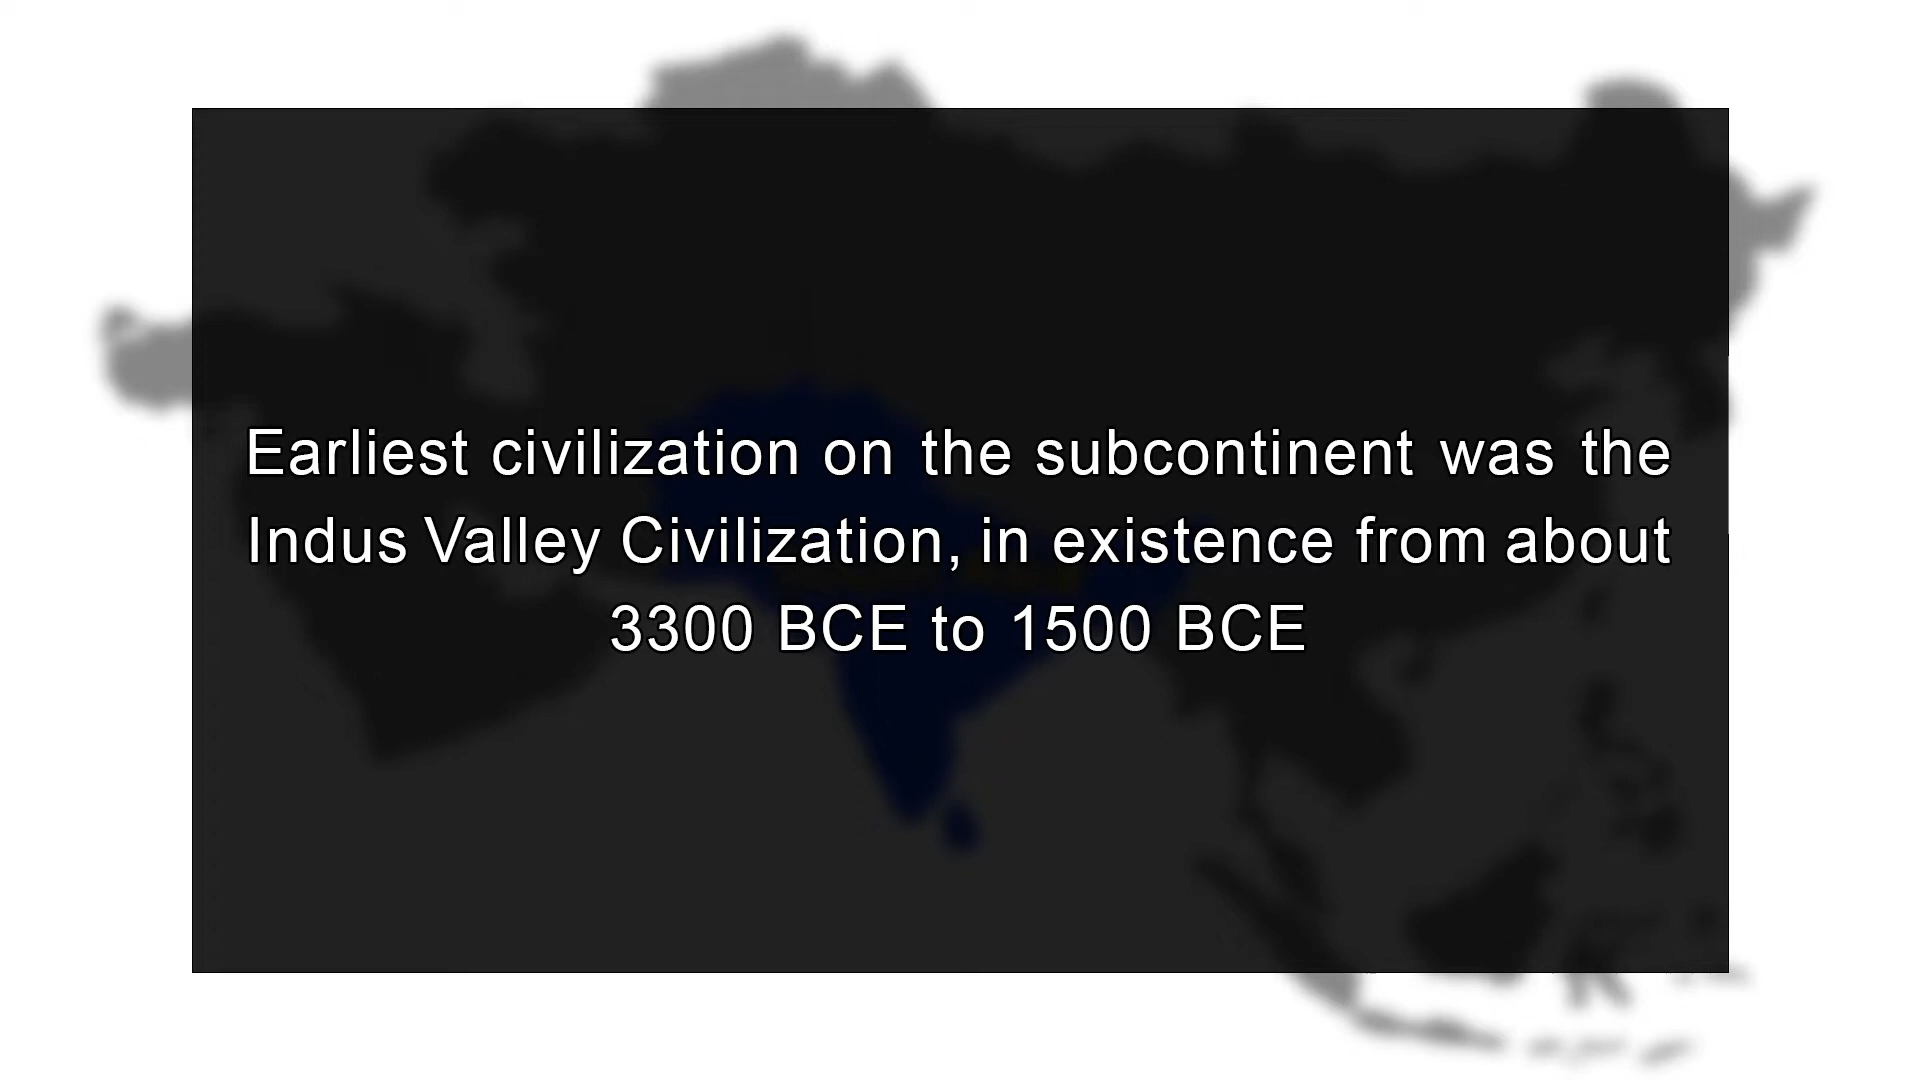 Earliest civilization on the subcontinent was the
Indus Valley Civilization, in existence from about
3300 BCE to 1500 BCE